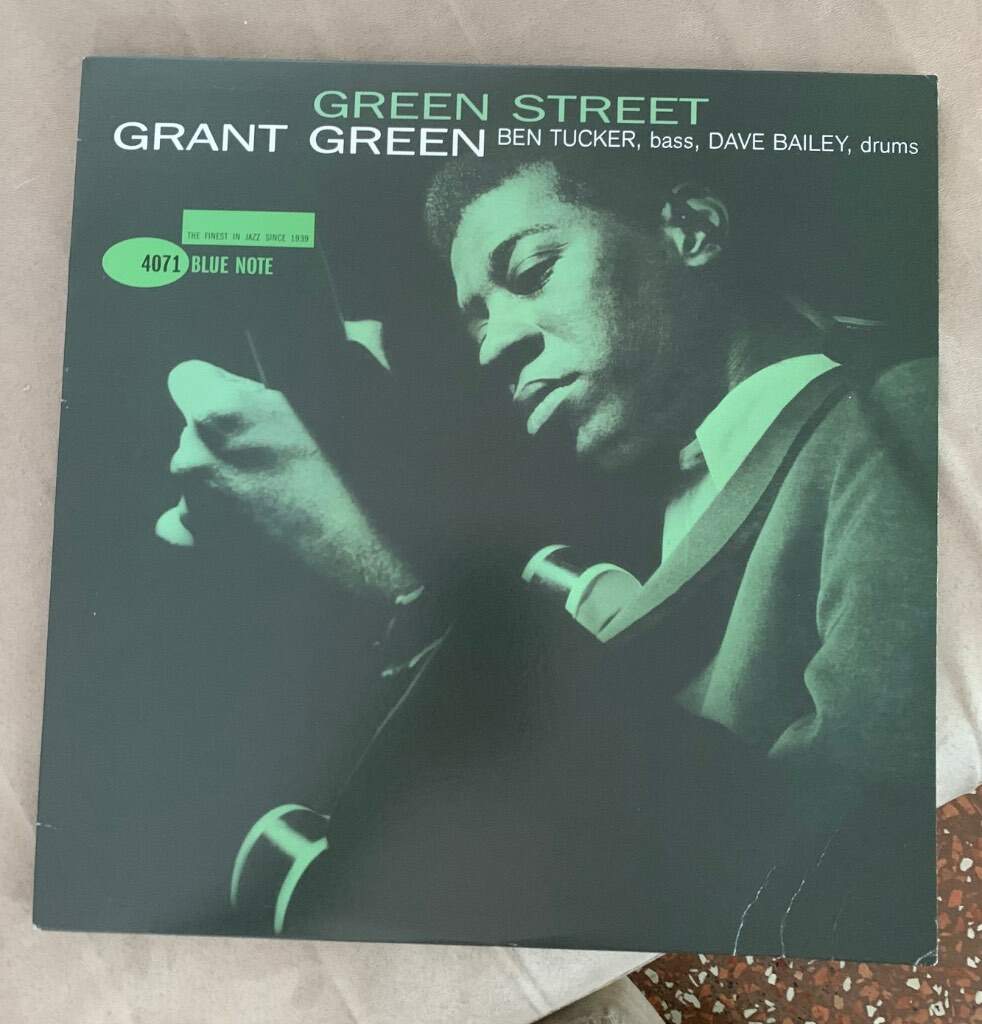 GREEN STREET
GRANT GREEN BEN TUCKER, bass, DAVE BAILEY, drums
THE FINEST IN JAZZ SINCE 1939
4071 BLUE NOTE